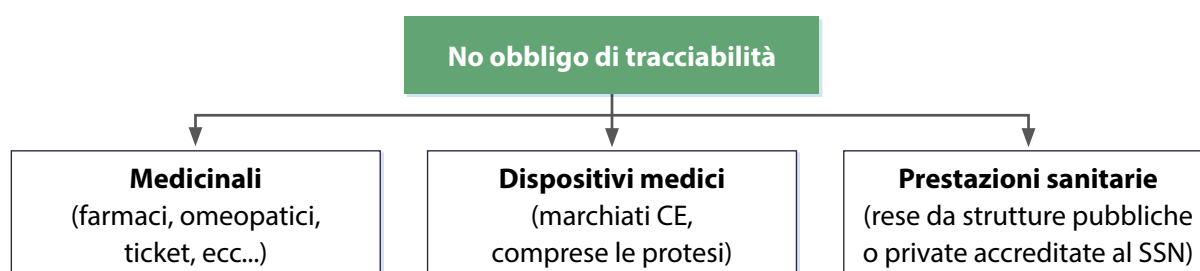 No obbligo di tracciabilità
Medicinali
(farmaci, omeopatici,
ticket, ecc...)
Dispositivi medici
(marchiati CE,
comprese le protesi)
Prestazioni sanitarie
(rese da strutture pubbliche
o private accreditate al SSN)